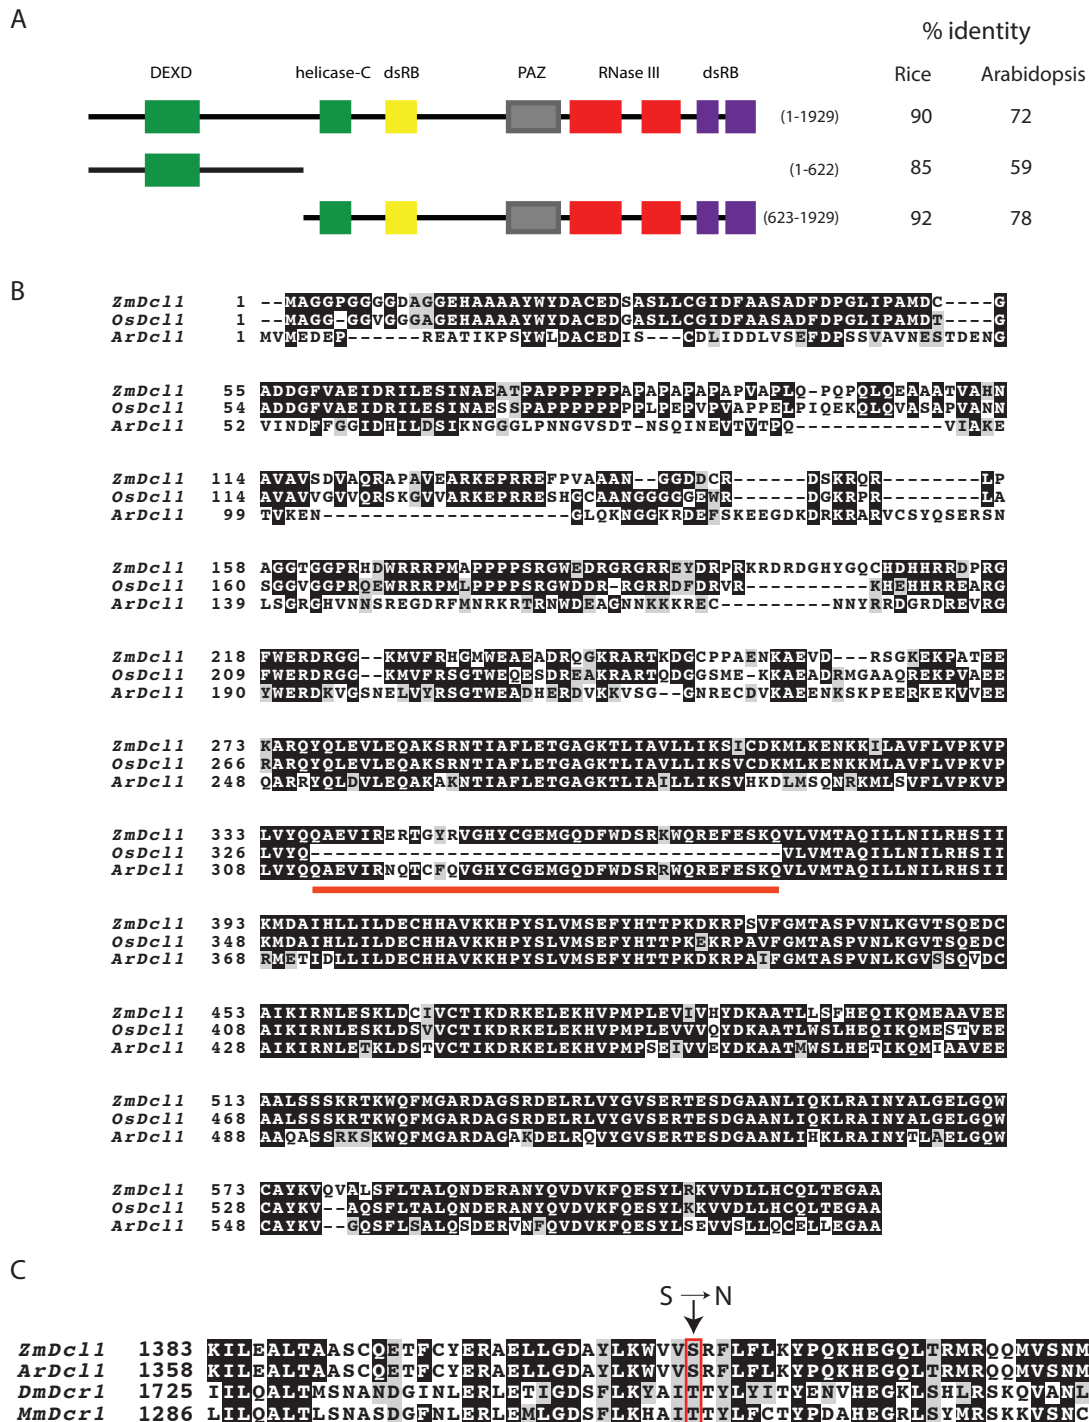 A
% identity
DEXD helicase-C dsRB PAZ RNase III dsRB Rice Arabidopsis
(1-1929) 90 72
(1-622) 85 59
(623-1929) 92 78
B
ZmDcl1 1 --MAGGPGGGGDAGGEHAAAAYWYDACEDSASLLCGIDFAASADFDPGLIPAMDC----G
OsDcl1 1 --MAGG-GGVGGGAGEHAAAAYWYDACEDGASLLCGIDFAASADFDPGLIPAMDT----G
ArDcl1 1 MVMEDEP------REATIKPSYWLDACEDIS---CDLIDDLVSEFDPSSVAVNESTDENG
ZmDcl1 55 ADDGFVAEIDRILESINAEATPAPPPPPPAPAPAPAPAPVAPLQ-PQPQLQEAAATVAHN
OsDcl1 54 ADDGFVAEIDRILESINAESSPAPPPPPPPPLPEPVPVAPPELPIQEKQLQVASAPVANN
ArDcl1 52 VINDFFGGIDHILDSIKNGGGLPNNGVSDT-NSQINEVTVTPQ------------VIAKE
ZmDcl1 114 AVAVSDVAQRAPAVEARKEPRREFPVAAAN--GGDDCR------DSKRQR--------LP
OsDcl1 114 AVAVVGVVQRSKGVVARKEPRRESHGCAANGGGGGEWR------DGKRPR--------LA
ArDcl1 99 TVKEN--------------------GLQKNGGKRDEFSKEEGDKDRKRARVCSYQSERSN
ZmDcl1 158 AGGTGGPRHDWRRRPMAPPPPSRGWEDRGRGRREYDRPRKRDRDGHYGQCHDHRRDPRG
OsDcl1 160 SGGVGGPRQEWRRRPMLPPPPSRGWDDR-RGRRDFDRVR----------KHEHHRREARG
ArDcl1 139 LSGRGHVNNSREGDRFMNRKRTRNWDEAGNNKKKREC----------NNYRRDGRDREVRG
ZmDcl1 218 FWERDRGG--KMVFRHGMWEAEADRQGKRARTKDGCPPAENKAEVD---RSGKEKPATEE
OsDcl1 209 FWERDRGG--KMVFRSGTWEQESDREAKRARTQDGGSME-KKAEADRMGAAQREKPVAEE
ArDcl1 190 YWERDKVGSNELVYRSGTWEADHERDVKKVSG--GNRECDVKAEENKSKPEERKEKVVEE
ZmDcl1 273 KARQYQLEVLEQAKSRNTIAFLETGAGKTLIAVLLIKSICDKMLKENKKILAVFLVPKVP
OsDcl1 266 RARQYQLEVLEQAKSRNTIAFLETGAGKTLIAVLLIKSVCDKMLKENKKMLAVFLVPKVP
ArDcl1 248 QARRYQLDVLEQAKAKNTIAFLETGAGKTLIAILLIKSVHKDLMSQNRKMLSVFLVPKVP
ZmDcl1 333 LVYQQAEVIRERTGYRVGHYCGEMGQDFWDSRKWQREFESKQVLVMTAQILLNILRHSII
OsDcl1 326 LVYQ--------------------------------------VLVMTAQILLNILRHSII
ArDcl1 308 LVYQQAEVIRNQTCFQVGHYCGEMGQDFWDSRRWQREFESKQVLVMTAQILLNILRHSII
ZmDcl1 393 KMDAIHLLILDECHHAVKKHPYSLVMSEFYHTTPKDKRPSVFGMTASPVNLKGVTSQEDC
OsDcl1 348 KMDAIHLLILDECHHAVKKHPYSLVMSEFYHTTPKEKRPAVFGMTASPVNLKGVTSQEDC
ArDcl1 368 RMETIDLLILDECHHAVKKHPYSLVMSEFYHTTPKDKRPAIFGMTASPVNLKGVSSQVDC
ZmDcl1 453 AIKIRNLESKLDCIVCTIKDRKELEKHVPMPLEVIVHYDKAATLLSFHEQIKQMEAAVEE
OsDcl1 408 AIKIRNLESKLDSVVCTIKDRKELEKHVPMPLEVVVQYDKAATLWSLHEQIKQMESTVEE
ArDcl1 428 AIKIRNLETKLDSTVCTIKDRKELEKHVPMPSEIVVEYDKAATMWSLHETIKQMIAAVEE
ZmDcl1 513 AALSSSKRTKWQFMGARDAGSRDELRLVYGVSERTESDGAANLIQKLRAINYALGELGQW
OsDcl1 468 AALSSSKRTKWQFMGARDAGSRDELRLVYGVSERTESDGAANLIQKLRAINYALGELGQW
ArDcl1 488 AAQASSRKSKWQFMGARDAGAKDELRQVYGVSERTESDGAANLIHKLRAINYTLAELGQW
ZmDcl1 573 CAYKVQVALSFLTALQNDERANYQVDVKFQESYLRKVVDLLHCQLTEGAA
OsDcl1 528 CAYKV--AQSFLTALQNDERANYQVDVKFQESYLKKVVDLLHCQLTEGAA
ArDcl1 548 CAYKV--GQSFLSALQSDERVNFQVDVKFQESYLSEVVSLLQCELLEGAA
C
S → N
ZmDcl1 1383 KILEALTAASCQETFCYERAELLGDAYLKWVVSRFLFLKYPQKHEGQLTRMRQQMVSNM
ArDcl1 1358 KILEALTAASCQETFCYERAELLGDAYLKWVVSRFLFLKYPQKHEGQLTRMRQQMVSNM
DmDcr1 1725 IILQALTMSNANDGINLERLETIGDSFLKYAITTYLYITYENVHEGKLSHLRSKQVANL
MmDcr1 1286 LILQALTLSNASDGFNLERLEMLGDSFLKHAITTYLFCTYPDAHEGRLSYMRSKKVSNC